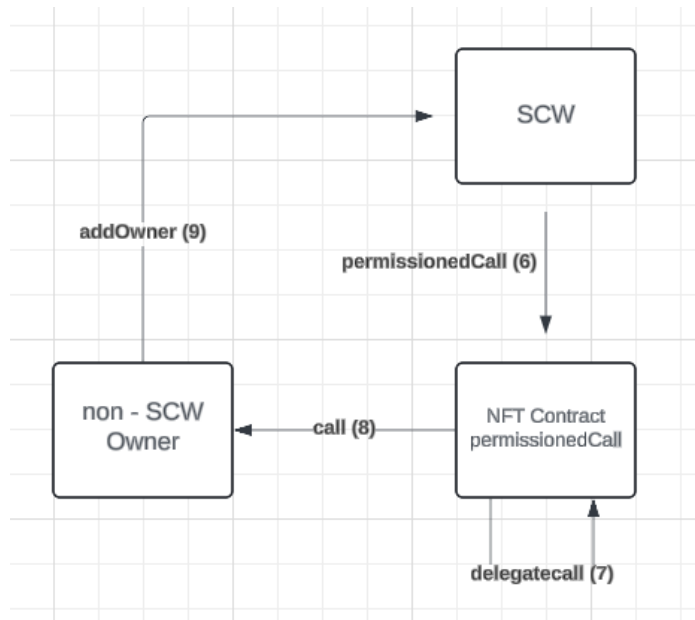 SCW
addOwner (9)
permissionedCall (6)
non - SCW
Owner
call (8)
NFT Contract
permissionedCall
delegatecall (7)